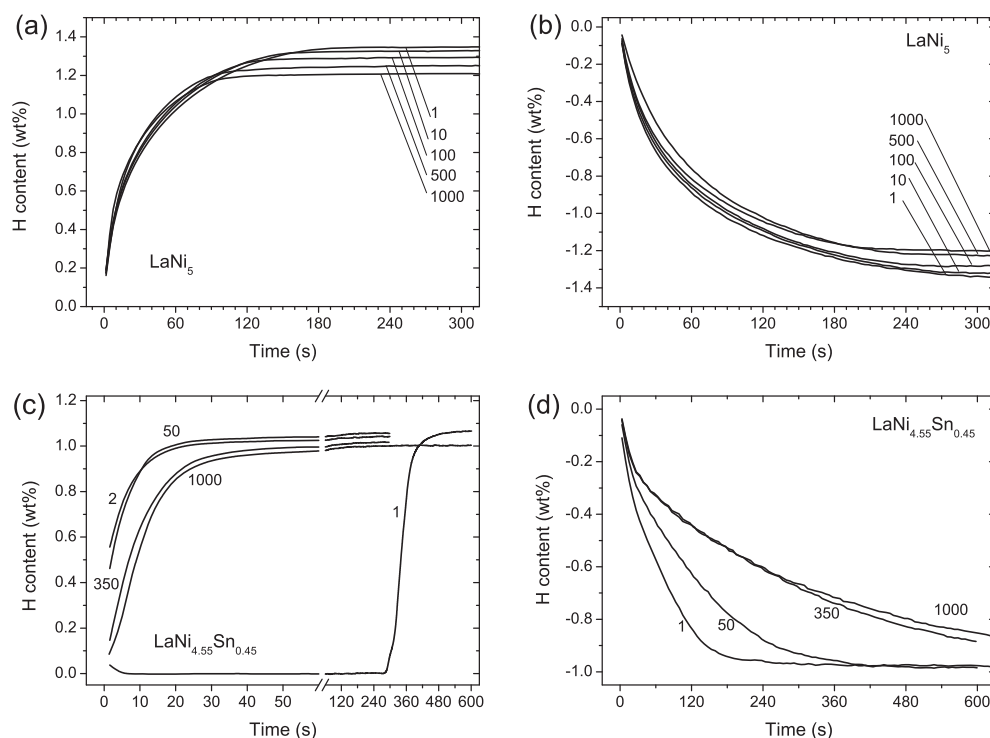 (a)
1.4
1.2
1.0
0.8
0.6
0.4
0.2
0.0
H content (wt%)
LaNi5
1
10
100
500
1000
0 60 120 180 240 300
Time (s)
(b)
0.0
-0.2
-0.4
-0.6
-0.8
-1.0
-1.2
-1.4
H content (wt%)
LaNi5
1000
500
100
10
1
0 60 120 180 240 300
Time (s)
(c)
1.2
1.0
0.8
0.6
0.4
0.2
0.0
H content (wt%)
50
2
1000
350
1
LaNi4.55Sn0.45
0 10 20 30 40 50 120 240 360 480 600
Time (s)
(d)
0.0
-0.2
-0.4
-0.6
-0.8
-1.0
H content (wt%)
LaNi4.55Sn0.45
1
50
350
1000
0 120 240 360 480 600
Time (s)